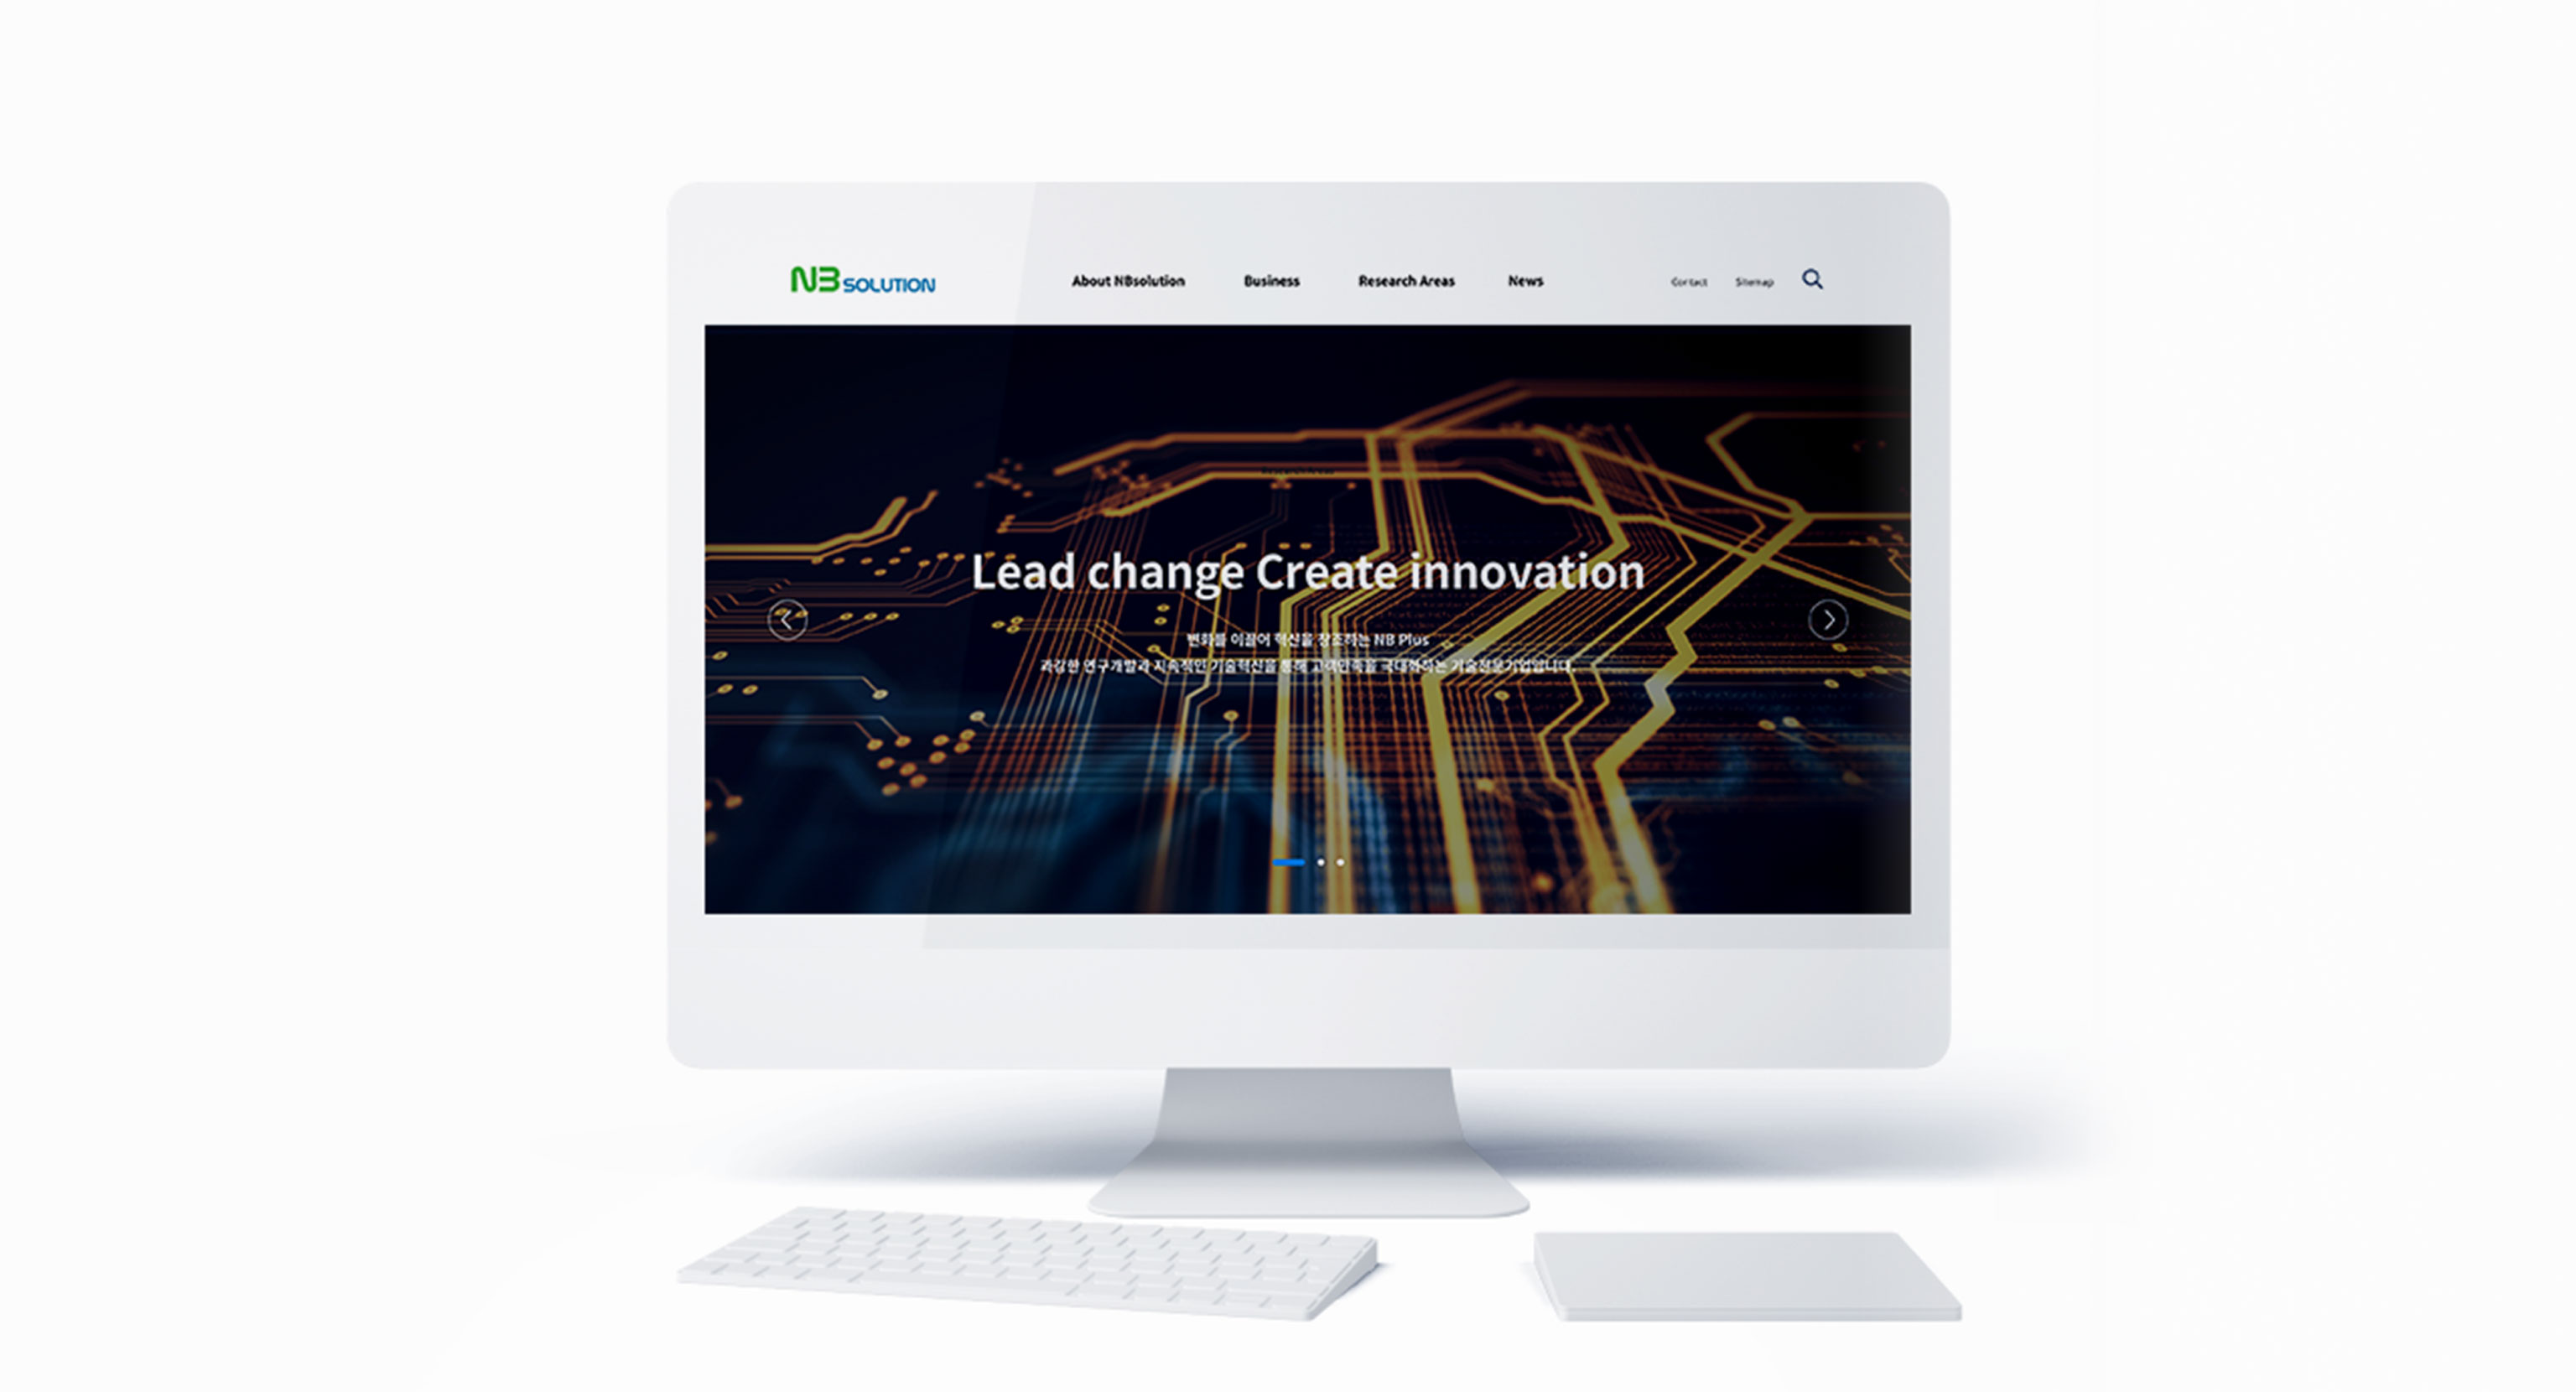 NB SOLUTION
About NBsolution Business Research Areas News Contact Sitemap
Research Areas
Lead change Create innovation
변화를 이끌어 혁신을 창조하는 NB Plus
과감한 연구개발과 지속적인 기술혁신을 통해 고객만족을 극대화하는 기술전문기업입니다.